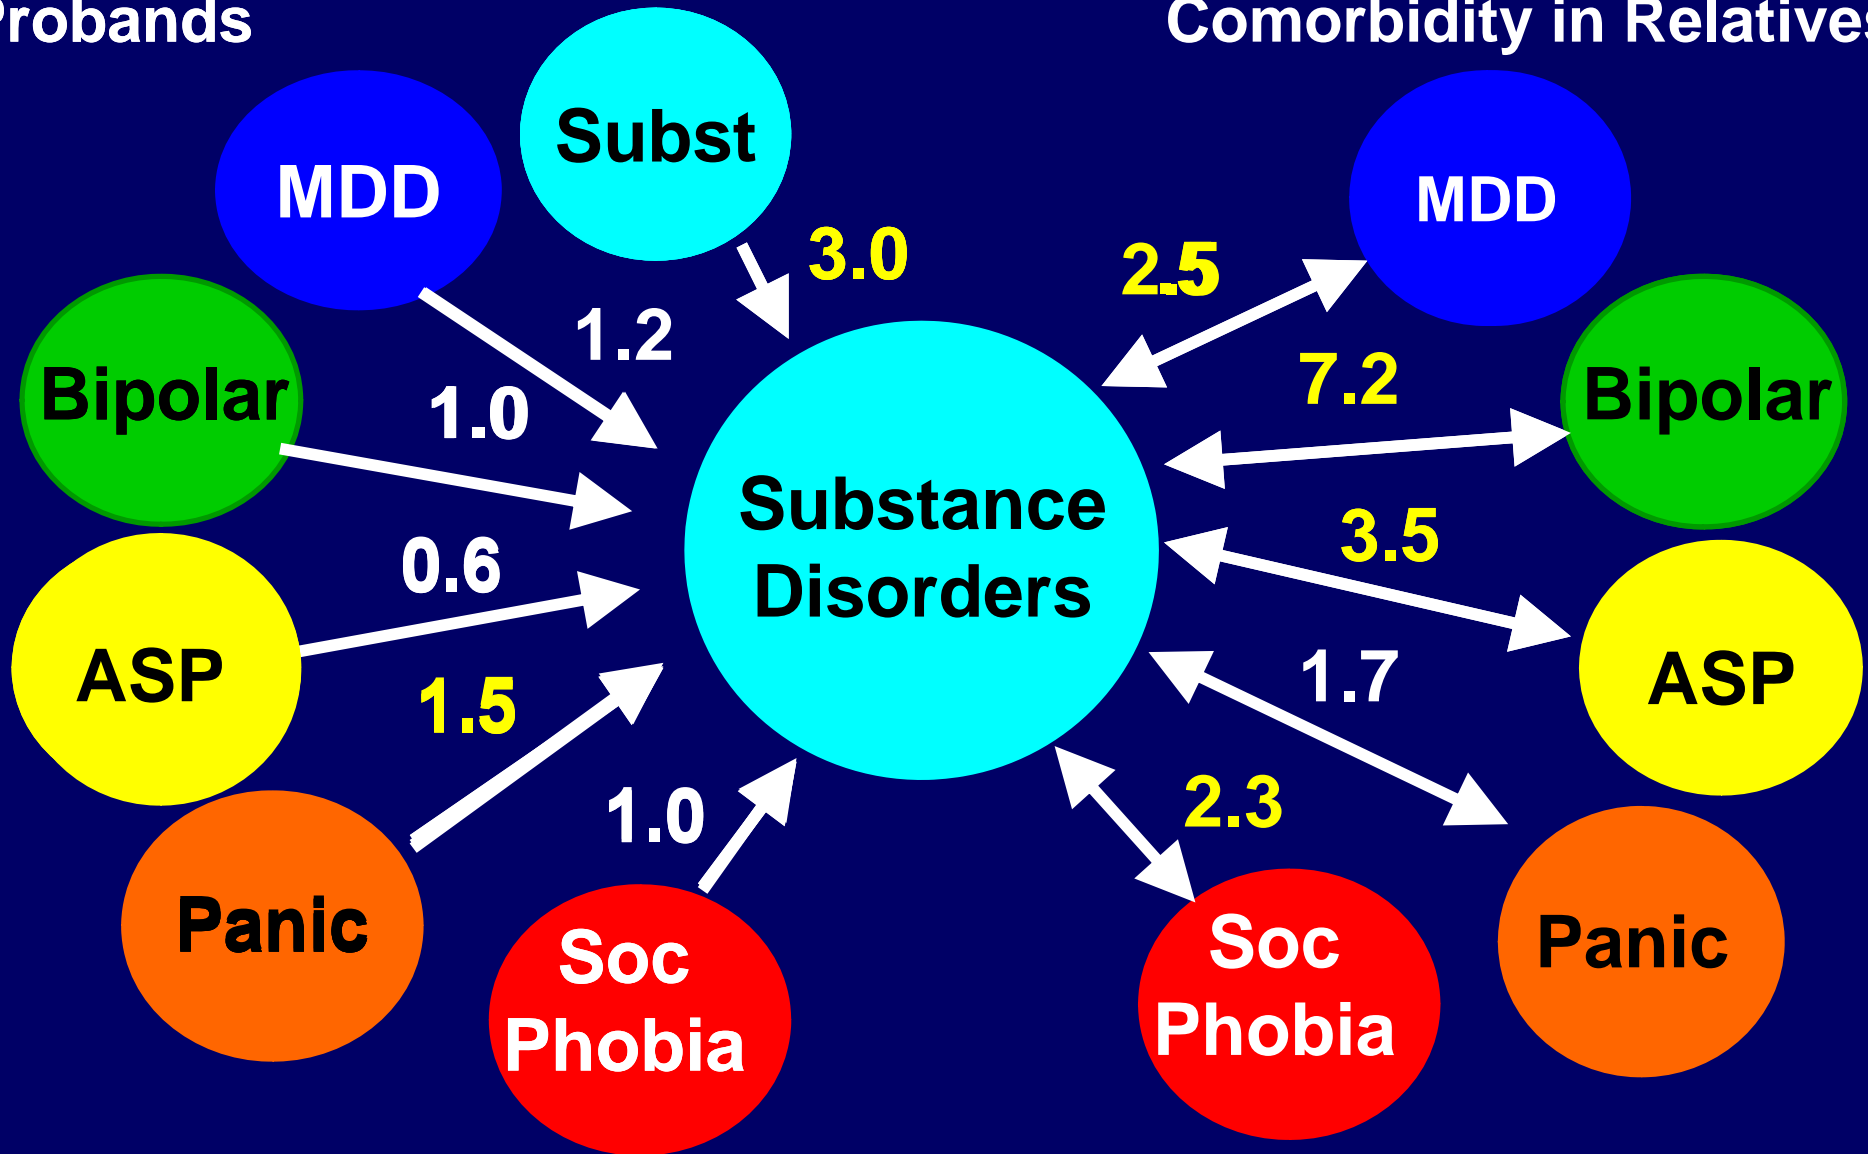 Probands
Comorbidity in Relatives
Subst
MDD
MDD
3.0
2.5
1.2
7.2
Bipolar
1.0
Bipolar
Substance
Disorders
3.5
0.6
ASP
1.5
1.7
ASP
1.0
2.3
Panic
Soc
Phobia
Soc
Phobia
Panic